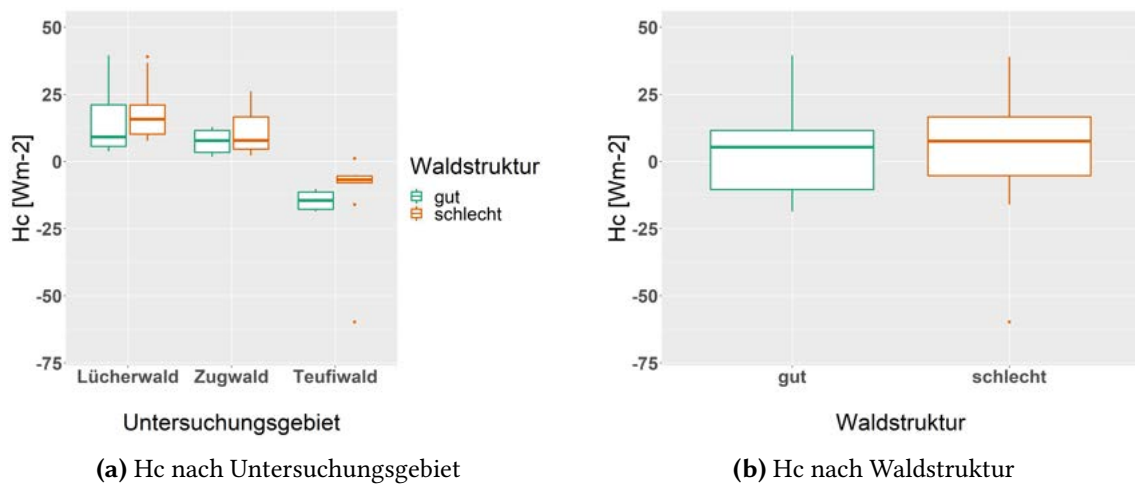 50
25
0
-25
-50
-75
Hc [Wm-2]
Lücherwald Zugwald Teufiwald
Untersuchungsgebiet
Waldstruktur
gut
schlecht
(a) Hc nach Untersuchungsgebiet
50
25
0
-25
-50
-75
Hc [Wm-2]
gut schlecht
Waldstruktur
(b) Hc nach Waldstruktur